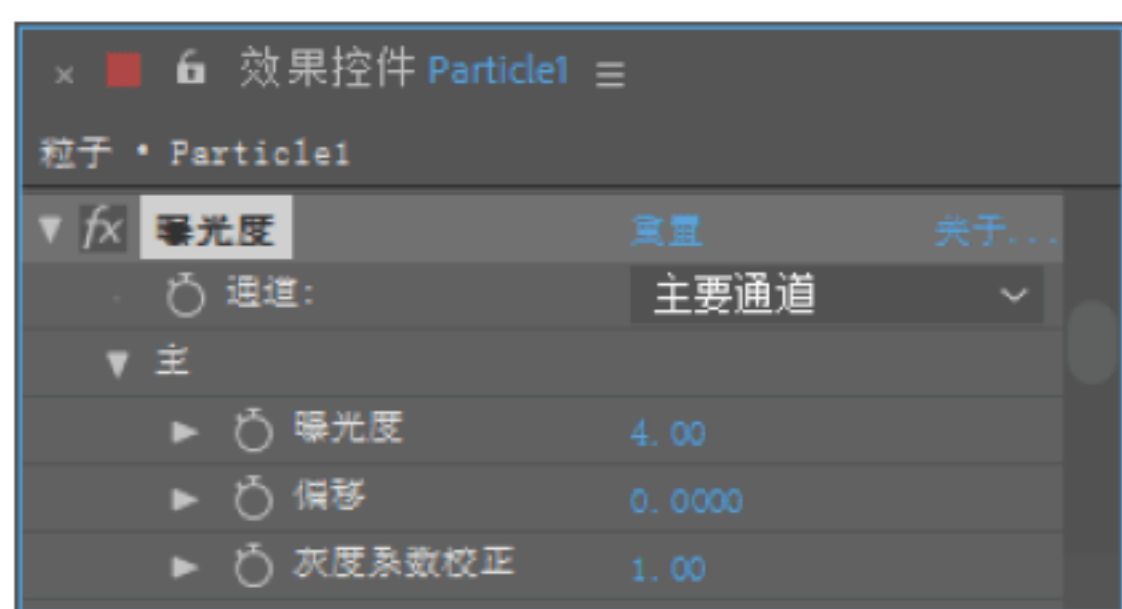 效果控件 Particle1
粒子 • Particle1
fx 曝光度 重置 关于...
通道: 主要通道
主
曝光度 4.00
偏移 0.0000
灰度系数校正 1.00